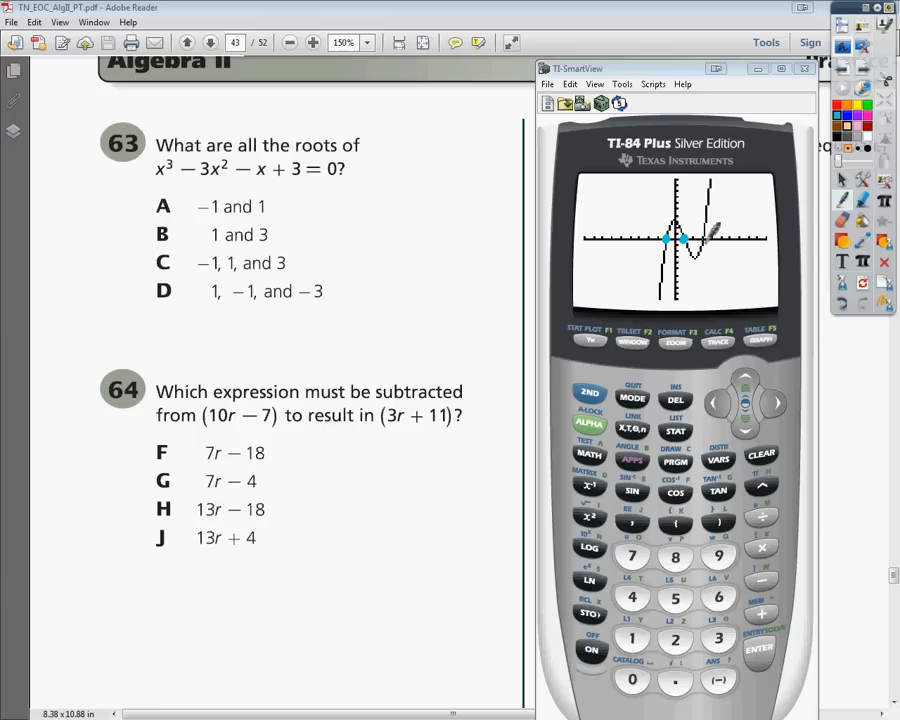 TN_EOC_AlgII_PT.pdf - Adobe Reader
File Edit View Window Help
43 / 52 150% Tools Sign
Algebra II
63 What are all the roots of
x³ − 3x² − x + 3 = 0?
A −1 and 1
B 1 and 3
C −1, 1, and 3
D 1, −1, and −3
64 Which expression must be subtracted
from (10r − 7) to result in (3r + 11)?
F 7r − 18
G 7r − 4
H 13r − 18
J 13r + 4
8.38 x 10.88 in
TI-SmartView
File Edit View Tools Scripts Help
TI-84 Plus Silver Edition
TEXAS INSTRUMENTS
STAT PLOT F1 TBLSET F2 FORMAT F3 CALC F4 TABLE F5
Y= WINDOW ZOOM TRACE GRAPH
QUIT INS
2ND MODE DEL
A-LOCK LINK LIST
ALPHA X,T,Θ,n STAT
TEST A ANGLE B DRAW C DISTR
MATH APPS PRGM VARS CLEAR
MATRIX D SIN⁻¹ E COS⁻¹ F TAN⁻¹ G π H
x⁻¹ SIN COS TAN ^
x² , ( ) ÷
LOG 7 8 9 ×
L4 T L5 U L6 V
LN 4 5 6 −
RCL X L1 Y L2 Z L3 Θ MEM "
STO› 1 2 3 +
OFF CATALOG ANS ? ENTRY SOLVE
ON 0 . (−) ENTER